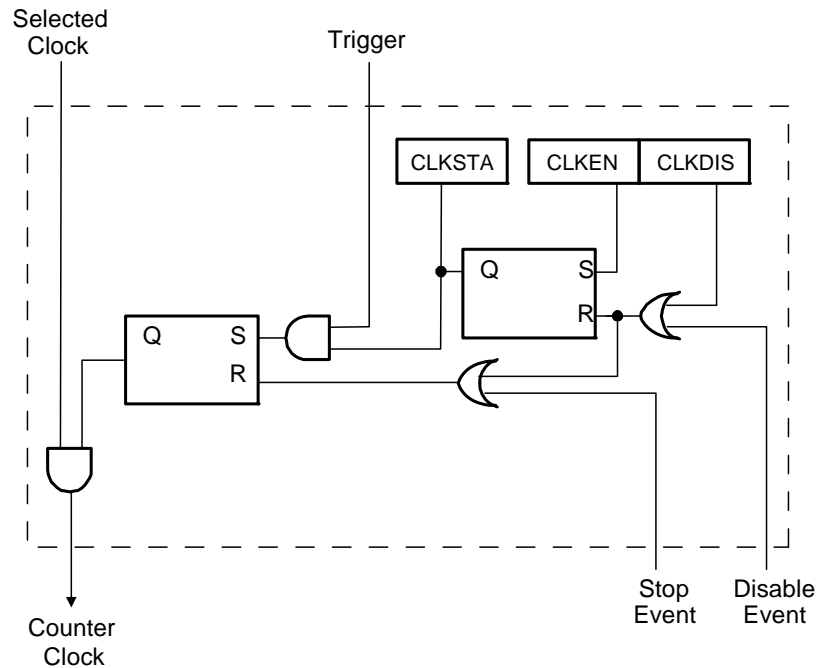 Selected
Clock
Trigger
CLKSTA
CLKEN
CLKDIS
Q
S
R
Q
S
R
Stop
Event
Disable
Event
Counter
Clock